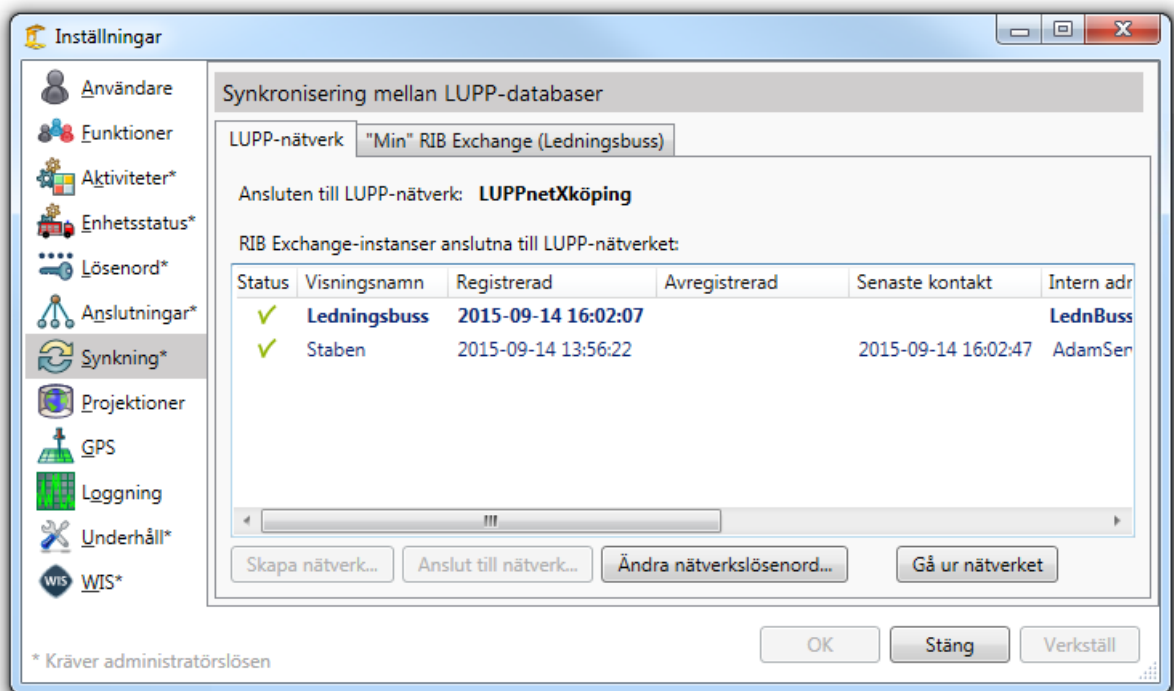 Inställningar
Användare
Funktioner
Aktiviteter*
Enhetsstatus*
Lösenord*
Anslutningar*
Synkning*
Projektioner
GPS
Loggning
Underhåll*
WIS
WIS*
* Kräver administratörslösen
Synkronisering mellan LUPP-databaser
LUPP-nätverk "Min" RIB Exchange (Ledningsbuss)
Ansluten till LUPP-nätverk: LUPPnetXköping
RIB Exchange-instanser anslutna till LUPP-nätverket:
Status Visningsnamn Registrerad Avregistrerad Senaste kontakt Intern adr
Ledningsbuss 2015-09-14 16:02:07 LednBuss
Staben 2015-09-14 13:56:22 2015-09-14 16:02:47 AdamSer
Skapa nätverk... Anslut till nätverk... Ändra nätverkslösenord... Gå ur nätverket
OK Stäng Verkställ